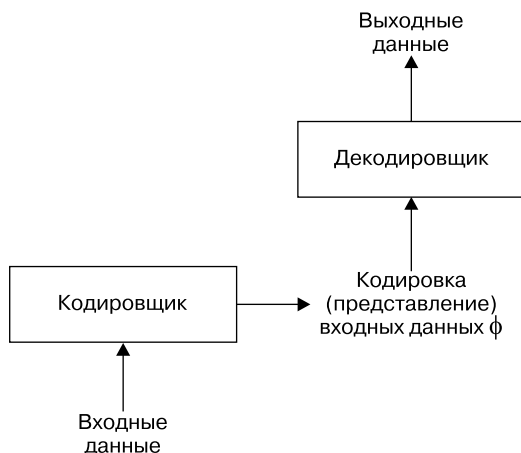 Выходные
данные
Декодировщик
Кодировка
(представление)
входных данных ϕ
Кодировщик
Входные
данные